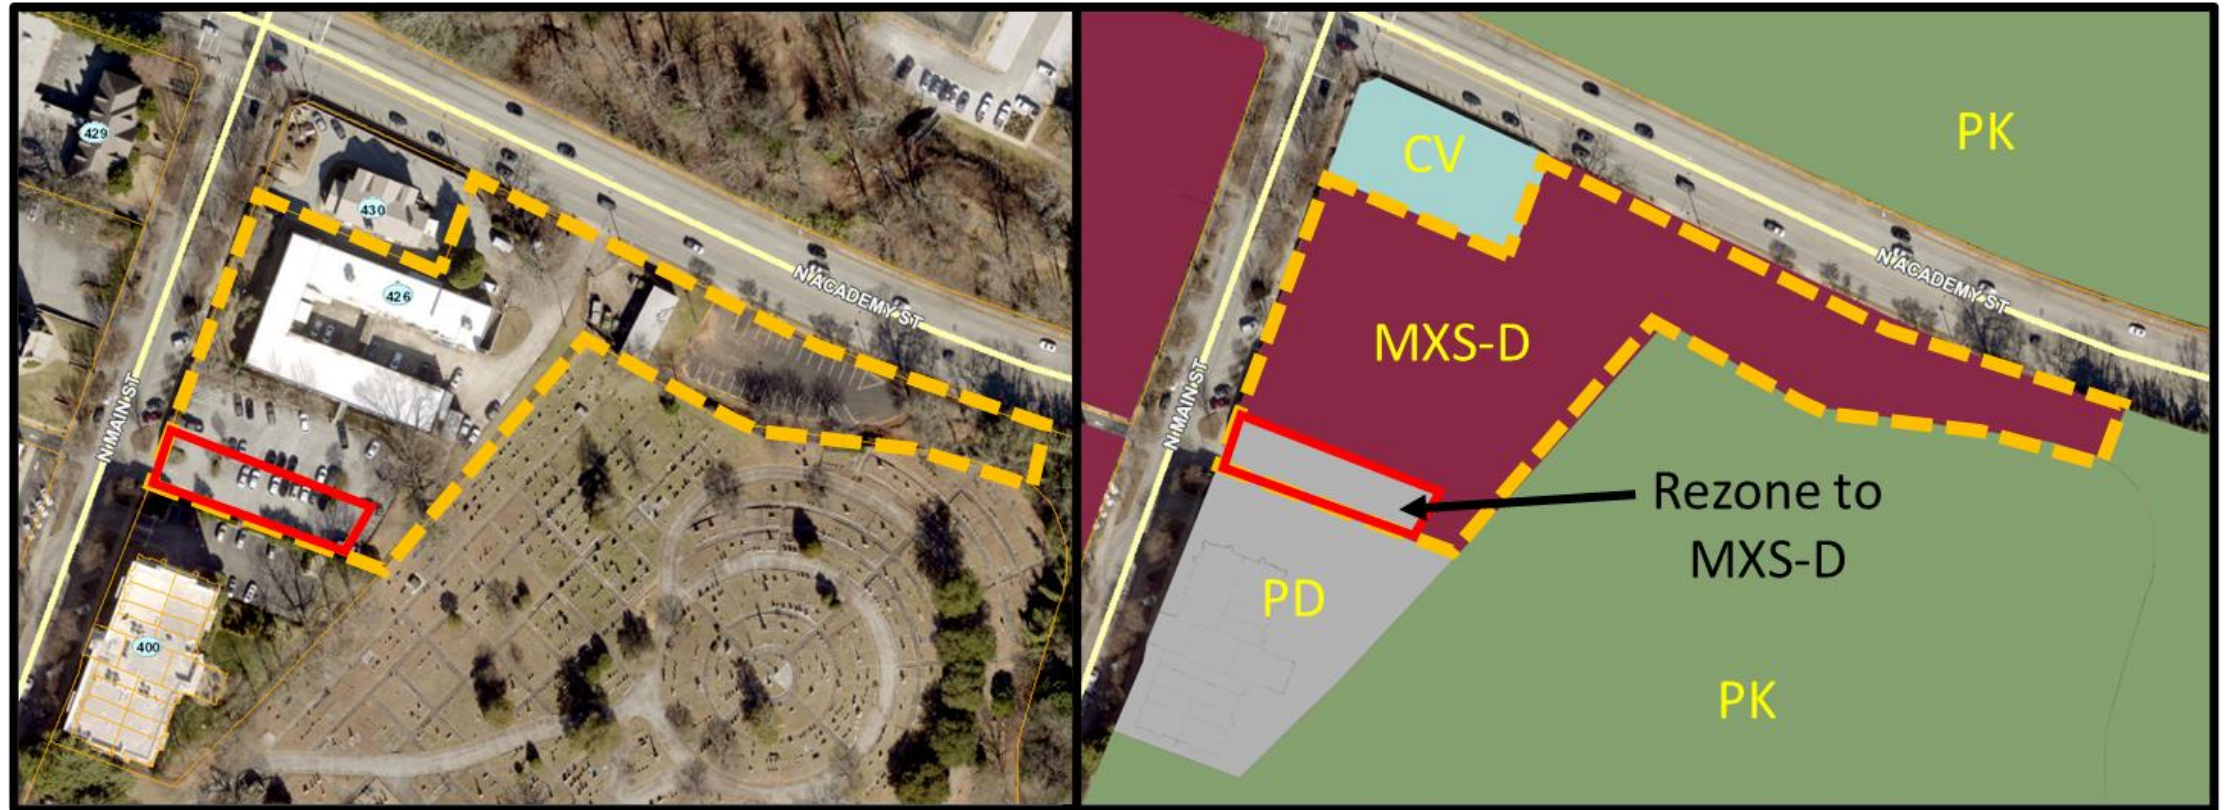 429
430
426
N ACADEMY ST
N MAIN ST
400
PK
CV
N ACADEMY ST
MXS-D
N MAIN ST
Rezone to
MXS-D
PD
PK